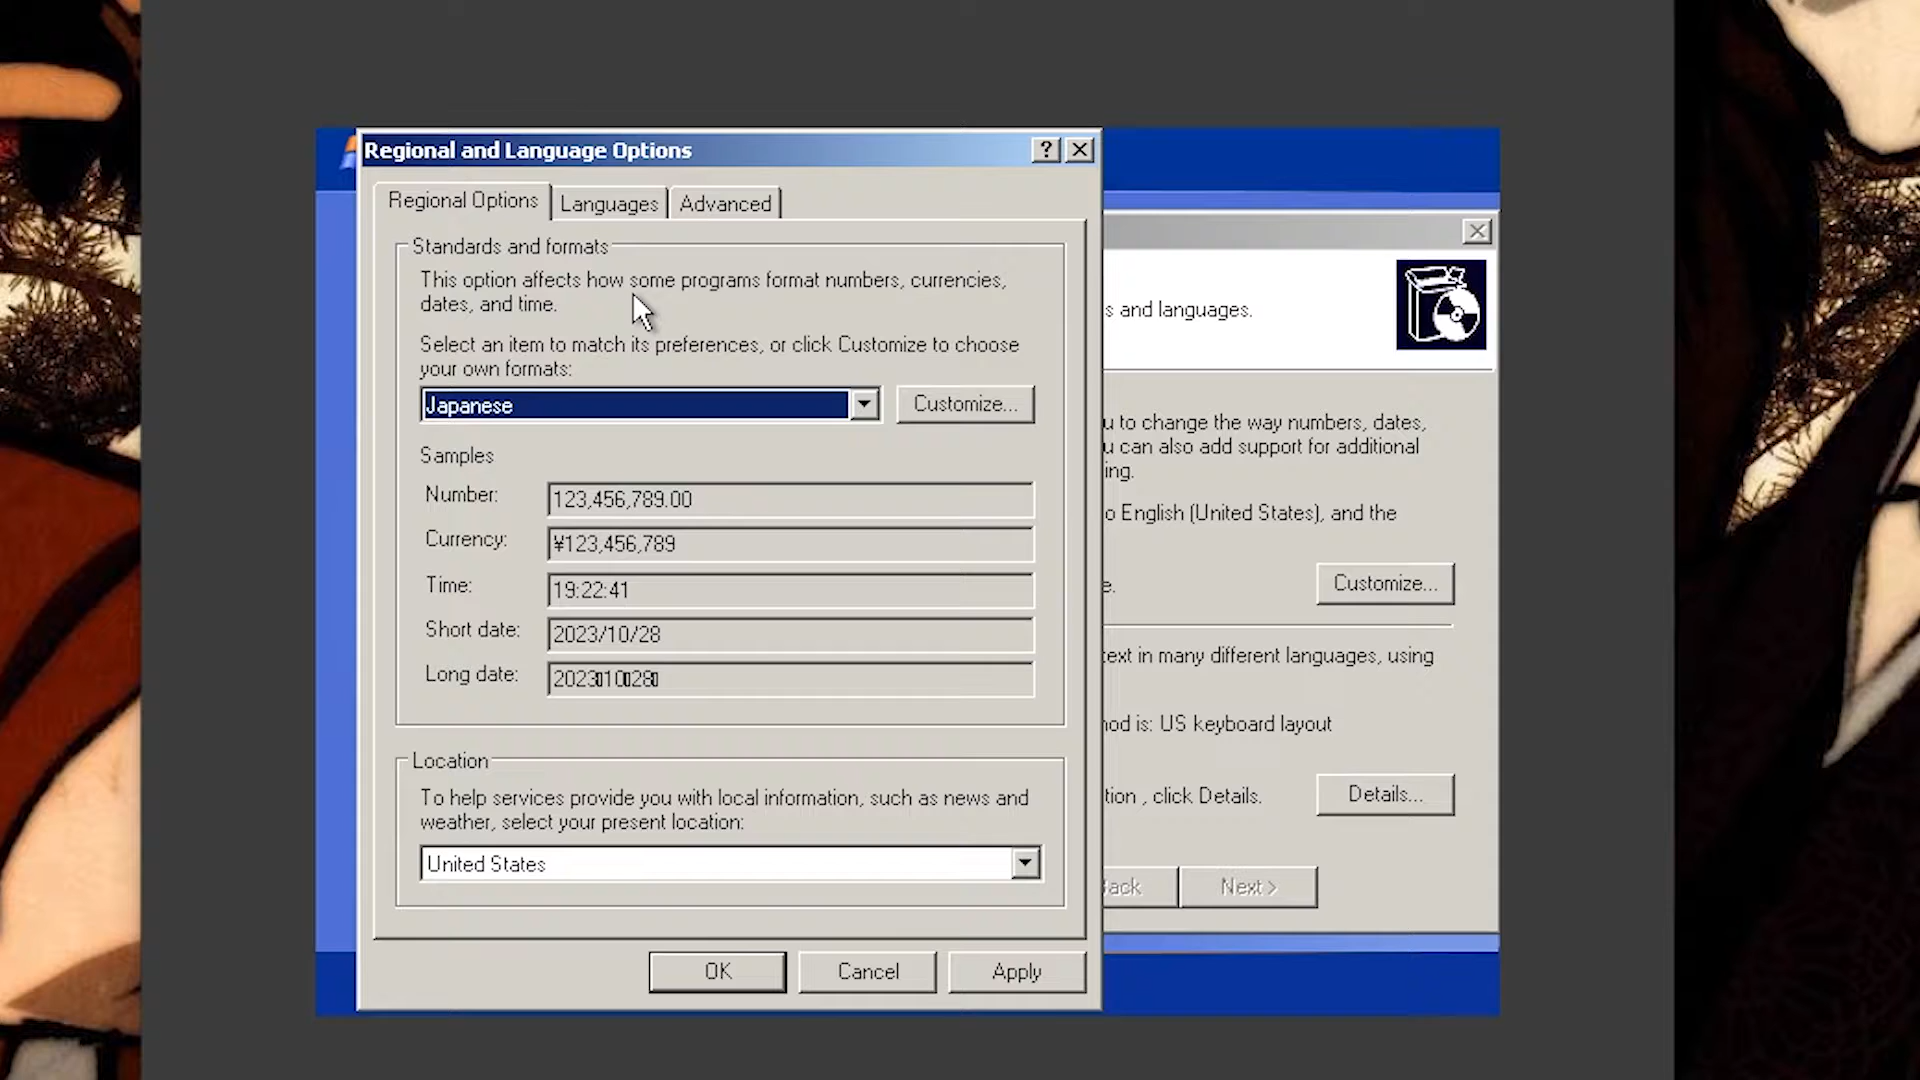 Regional and Language Options
Regional Options
Languages
Advanced
Standards and formats
This option affects how some programs format numbers, currencies,
dates, and time.
Select an item to match its preferences, or click Customize to choose
your own formats:
Japanese
Customize...
Samples
Number:
123,456,789.00
Currency:
¥123,456,789
Time:
19:22:41
Short date:
2023/10/28
Long date:
2023▯10▯28▯
Location
To help services provide you with local information, such as news and
weather, select your present location:
United States
OK
Cancel
Apply
s and languages.
u to change the way numbers, dates,
u can also add support for additional
ing.
o English (United States), and the
e.
Customize...
text in many different languages, using
nod is: US keyboard layout
tion , click Details.
Details...
Back
Next >